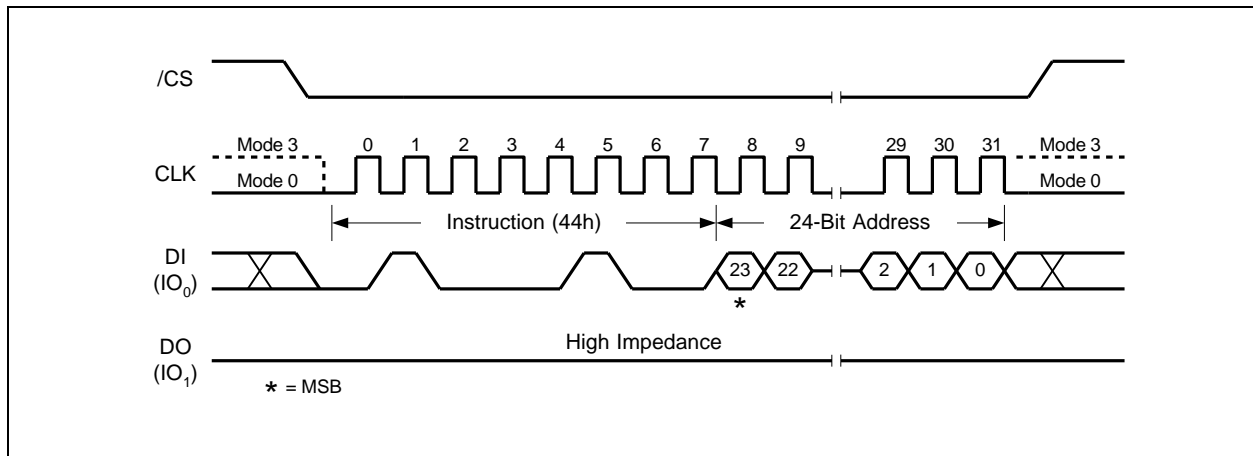 /CS
Mode 3 0 1 2 3 4 5 6 7 8 9 29 30 31 Mode 3
CLK Mode 0 Mode 0
Instruction (44h) 24-Bit Address
DI
(IO0) 23 22 2 1 0
*
DO High Impedance
(IO1)
* = MSB